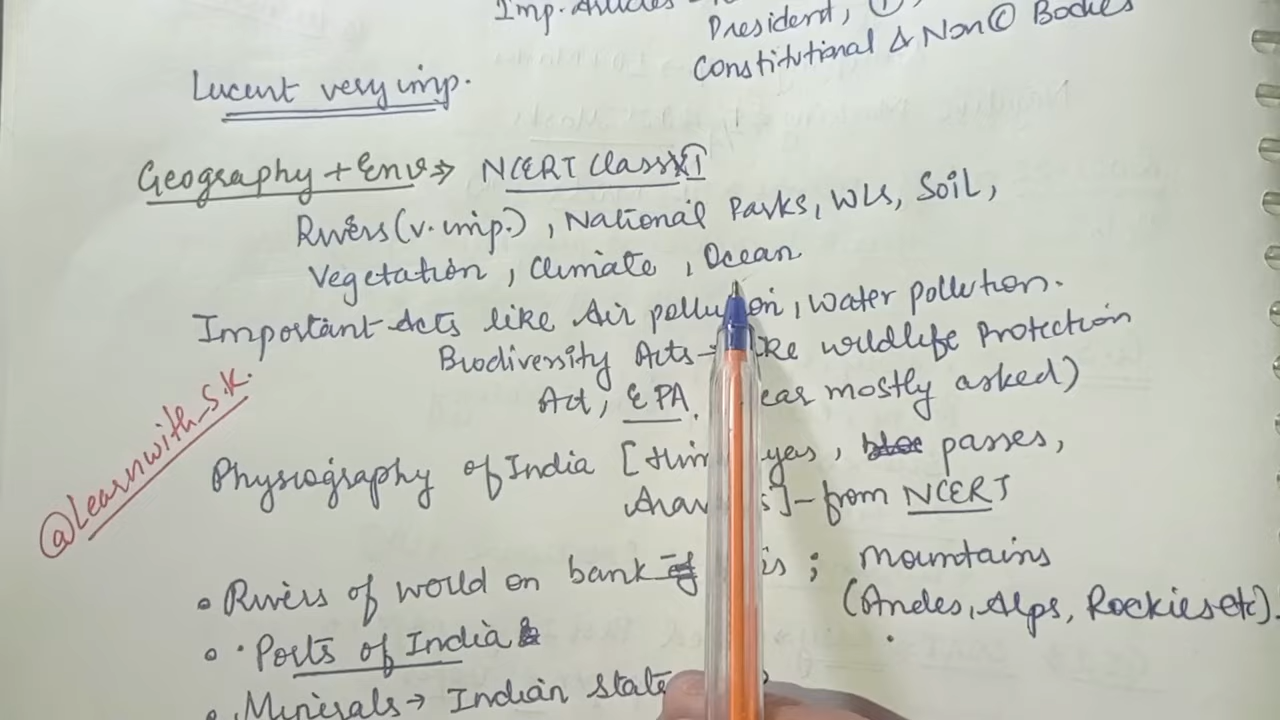 Imp. Articles -
President,
Constitutional & Non © Bodies
Lucent very imp.
Geography + Env ⇒ NCERT Class XI
Rivers (v. imp.), National Parks, WLS, Soil,
Vegetation, Climate, Ocean
Important Acts like Air pollution, Water pollution.
Biodiversity Acts - like wildlife Protection
Act, EPA. mostly asked)
Physiography of India [ passes,
] - from NCERT
@Learnwith_S.K.
• Rivers of world on bank ; Mountains
(Andes, Alps, Rockies etc).
• Ports of India
• Minerals → Indian